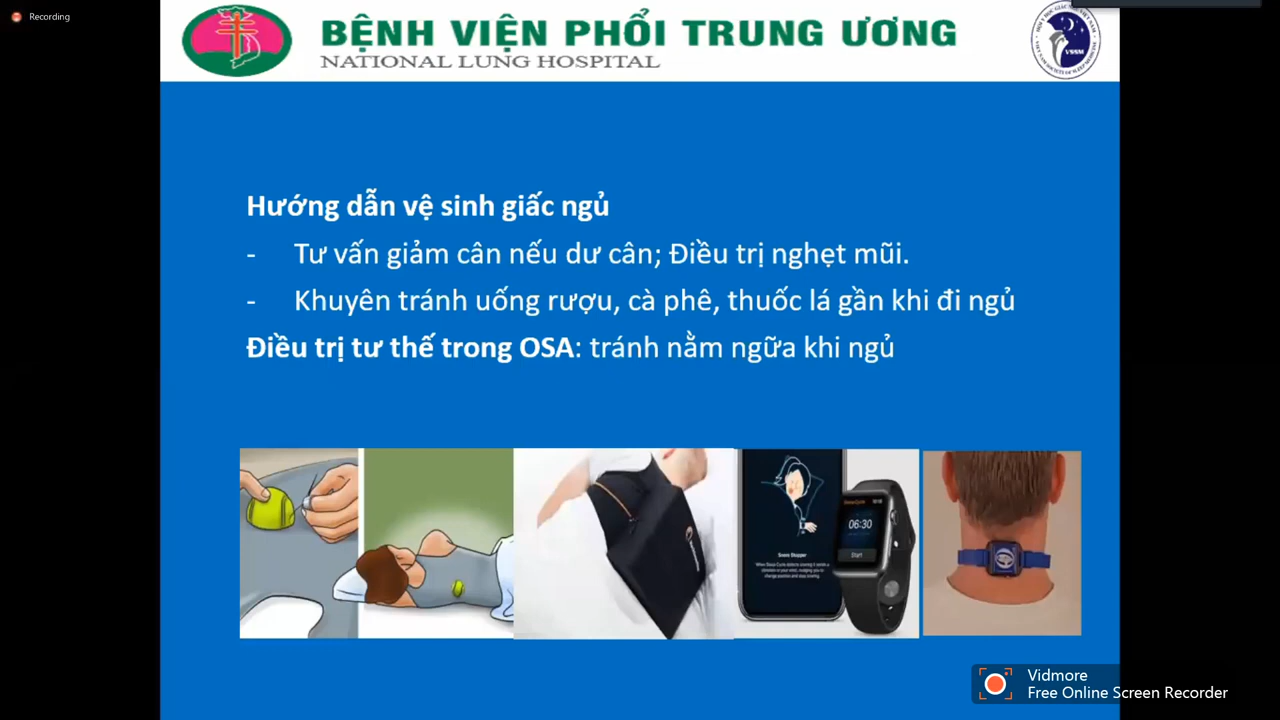 Recording
BỆNH VIỆN PHỔI TRUNG ƯƠNG
NATIONAL LUNG HOSPITAL
VSSM
Hướng dẫn vệ sinh giấc ngủ
- Tư vấn giảm cân nếu dư cân; Điều trị nghẹt mũi.
- Khuyên tránh uống rượu, cà phê, thuốc lá gần khi đi ngủ
Điều trị tư thế trong OSA: tránh nằm ngữa khi ngủ
06:30
Start
Vidmore
Free Online Screen Recorder